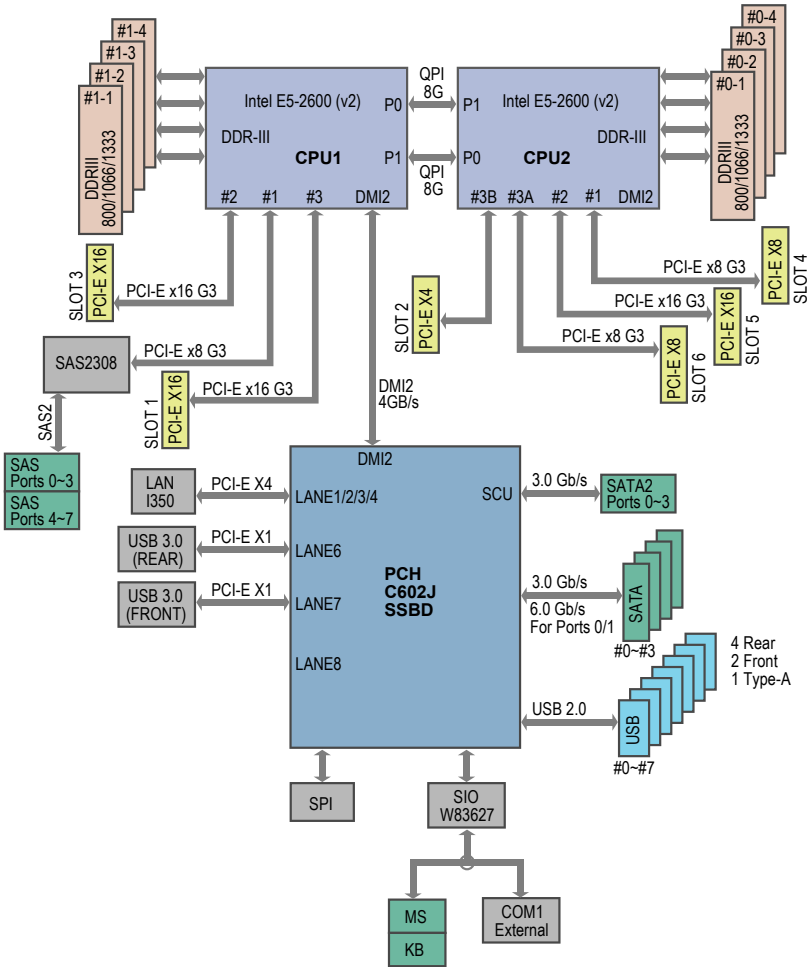 #1-4
#1-3
#1-2
#1-1
DDRIII
800/1066/1333
Intel E5-2600 (v2)
DDR-III
CPU1
P0
P1
#2
#1
#3
DMI2
QPI
8G
QPI
8G
Intel E5-2600 (v2)
P1
P0
DDR-III
CPU2
#3B
#3A
#2
#1
DMI2
#0-4
#0-3
#0-2
#0-1
DDRIII
800/1066/1333
SLOT 3
PCI-E X16
PCI-E x16 G3
SAS2308
PCI-E x8 G3
SLOT 1
PCI-E X16
PCI-E x16 G3
SLOT 2
PCI-E X4
PCI-E x8 G3
PCI-E X8
SLOT 4
PCI-E x16 G3
PCI-E X16
SLOT 5
PCI-E x8 G3
PCI-E X8
SLOT 6
DMI2
4GB/s
SAS2
SAS
Ports 0~3
SAS
Ports 4~7
LAN
I350
PCI-E X4
USB 3.0
(REAR)
PCI-E X1
USB 3.0
(FRONT)
PCI-E X1
DMI2
LANE1/2/3/4
LANE6
LANE7
LANE8
SCU
PCH
C602J
SSBD
3.0 Gb/s
SATA2
Ports 0~3
3.0 Gb/s
6.0 Gb/s
For Ports 0/1
SATA
#0~#3
USB 2.0
USB
#0~#7
4 Rear
2 Front
1 Type-A
SPI
SIO
W83627
MS
KB
COM1
External